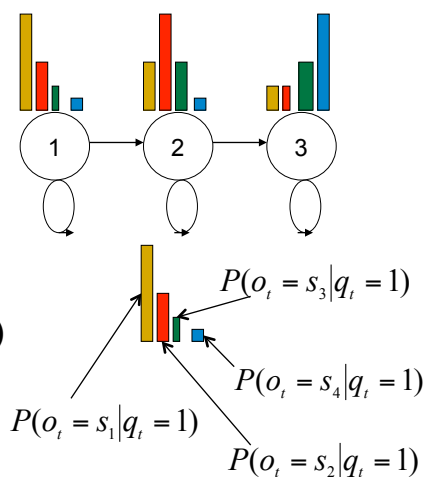 1 2 3
P(o_t = s_3|q_t = 1)
)
P(o_t = s_4|q_t = 1)
P(o_t = s_1|q_t = 1)
P(o_t = s_2|q_t = 1)